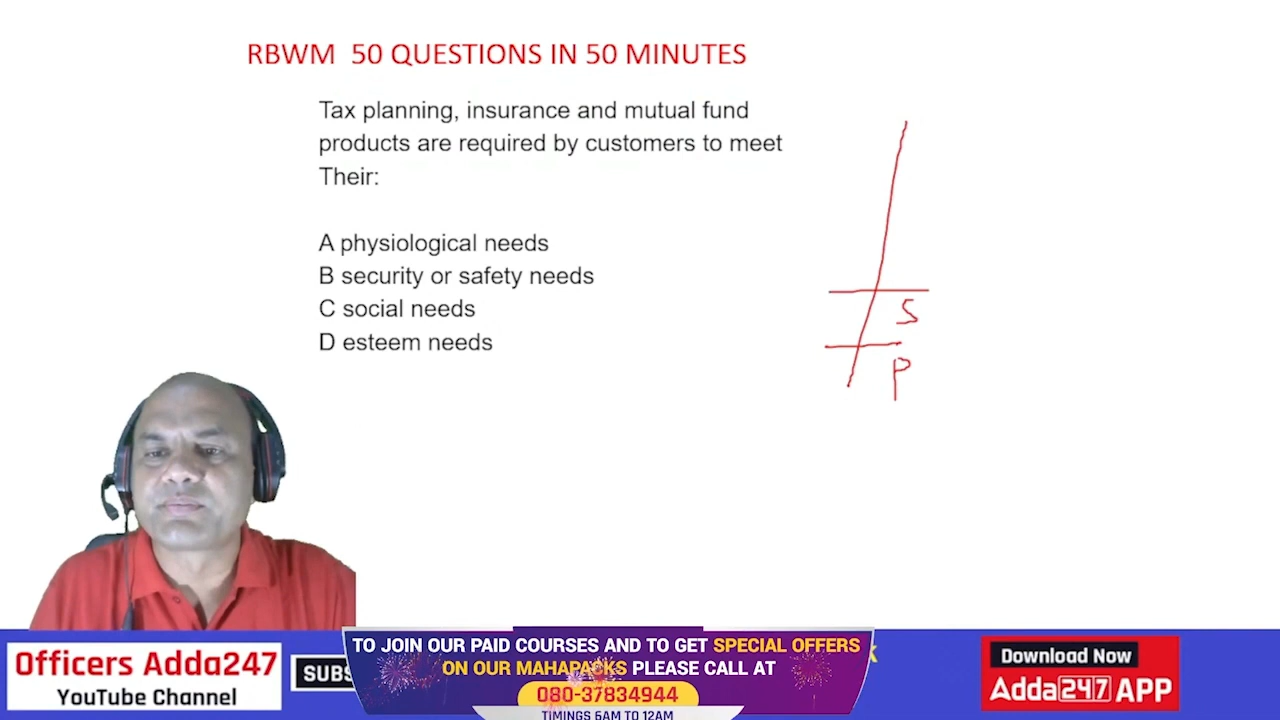 RBWM 50 QUESTIONS IN 50 MINUTES
Tax planning, insurance and mutual fund
products are required by customers to meet
Their:
A physiological needs
B security or safety needs
C social needs
D esteem needs
S
P
Officers Adda247
YouTube Channel
SUBS
TO JOIN OUR PAID COURSES AND TO GET SPECIAL OFFERS
ON OUR MAHAPACKS PLEASE CALL AT
080-37834944
TIMINGS 6AM TO 12AM
Download Now
Adda247 APP